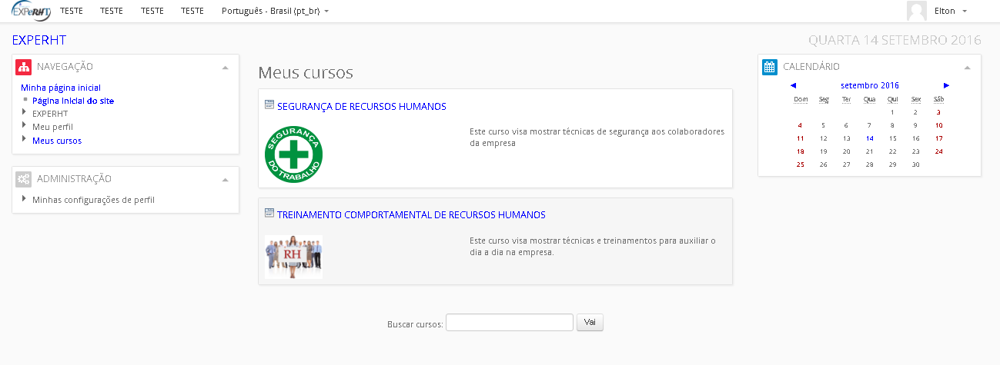 EXPeRHT TESTE TESTE TESTE TESTE Português - Brasil (pt_br) Elton
EXPERHT
QUARTA 14 SETEMBRO 2016
NAVEGAÇÃO
Minha página inicial
Página inicial do site
EXPERHT
Meu perfil
Meus cursos
ADMINISTRAÇÃO
Minhas configurações de perfil
Meus cursos
SEGURANÇA DE RECURSOS HUMANOS
SEGURANÇA
DO TRABALHO
Este curso visa mostrar técnicas de segurança aos colaboradores
da empresa
TREINAMENTO COMPORTAMENTAL DE RECURSOS HUMANOS
RH
Este curso visa mostrar técnicas e treinamentos para auxiliar o
dia a dia na empresa.
Buscar cursos: Vai
CALENDÁRIO
◄ setembro 2016 ►
Dom Seg Ter Qua Qui Sex Sáb
1 2 3
4 5 6 7 8 9 10
11 12 13 14 15 16 17
18 19 20 21 22 23 24
25 26 27 28 29 30